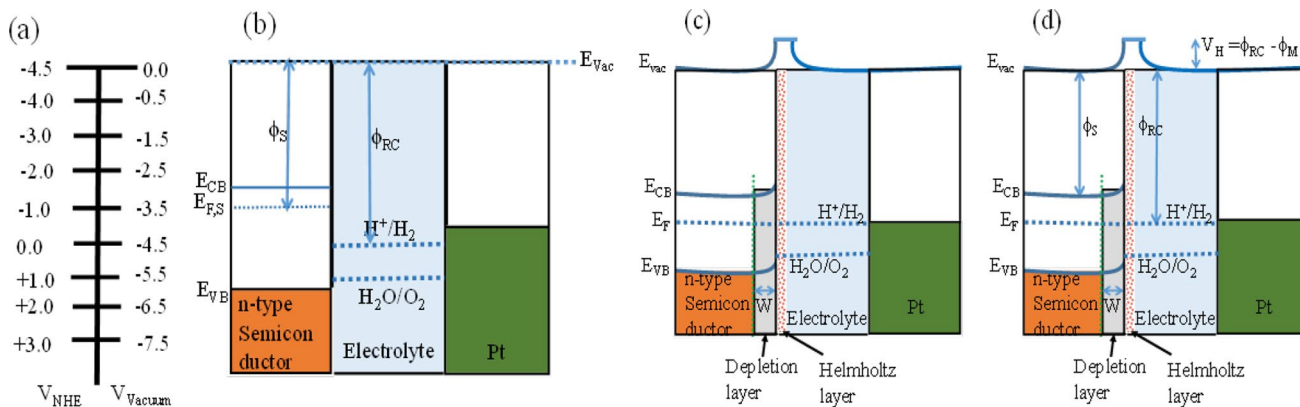 (a)
-4.5
-4.0
-3.0
-2.0
-1.0
0.0
+1.0
+2.0
+3.0
V_NHE
0.0
-0.5
-1.5
-2.5
-3.5
-4.5
-5.5
-6.5
-7.5
V_Vacuum
(b)
E_Vac
ϕ_S
ϕ_RC
E_CB
E_F,S
H⁺/H₂
E_VB
H₂O/O₂
n-type
Semicon
ductor
Electrolyte
Pt
(c)
E_vac
E_CB
E_F
H⁺/H₂
E_VB
H₂O/O₂
n-type
Semicon
ductor
W
Electrolyte
Pt
Depletion
layer
Helmholtz
layer
(d)
V_H =ϕ_RC - ϕ_M
E_vac
ϕ_S
ϕ_RC
E_CB
E_F
H⁺/H₂
E_VB
H₂O/O₂
n-type
Semicon
ductor
W
Electrolyte
Pt
Depletion
layer
Helmholtz
layer